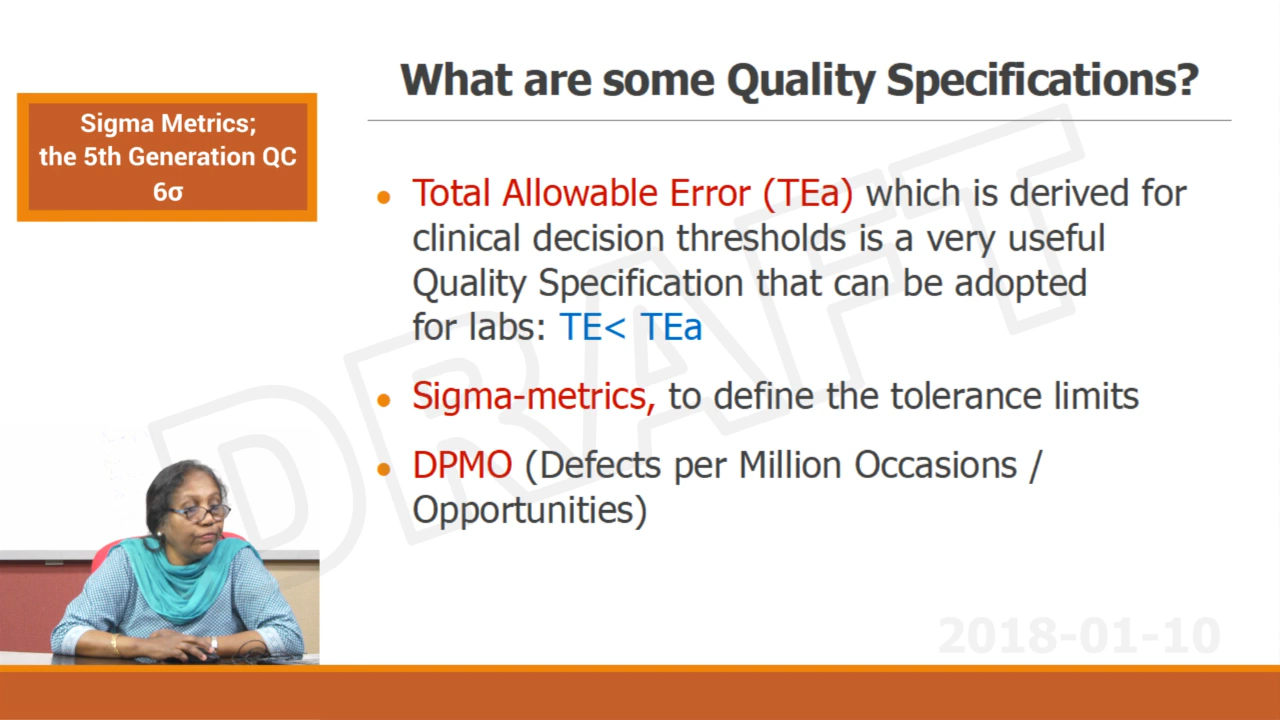 What are some Quality Specifications?
Sigma Metrics;
the 5th Generation QC
6σ
• Total Allowable Error (TEa) which is derived for
clinical decision thresholds is a very useful
Quality Specification that can be adopted
for labs: TE< TEa
• Sigma-metrics, to define the tolerance limits
• DPMO (Defects per Million Occasions /
Opportunities)
DRAFT
2018-01-10